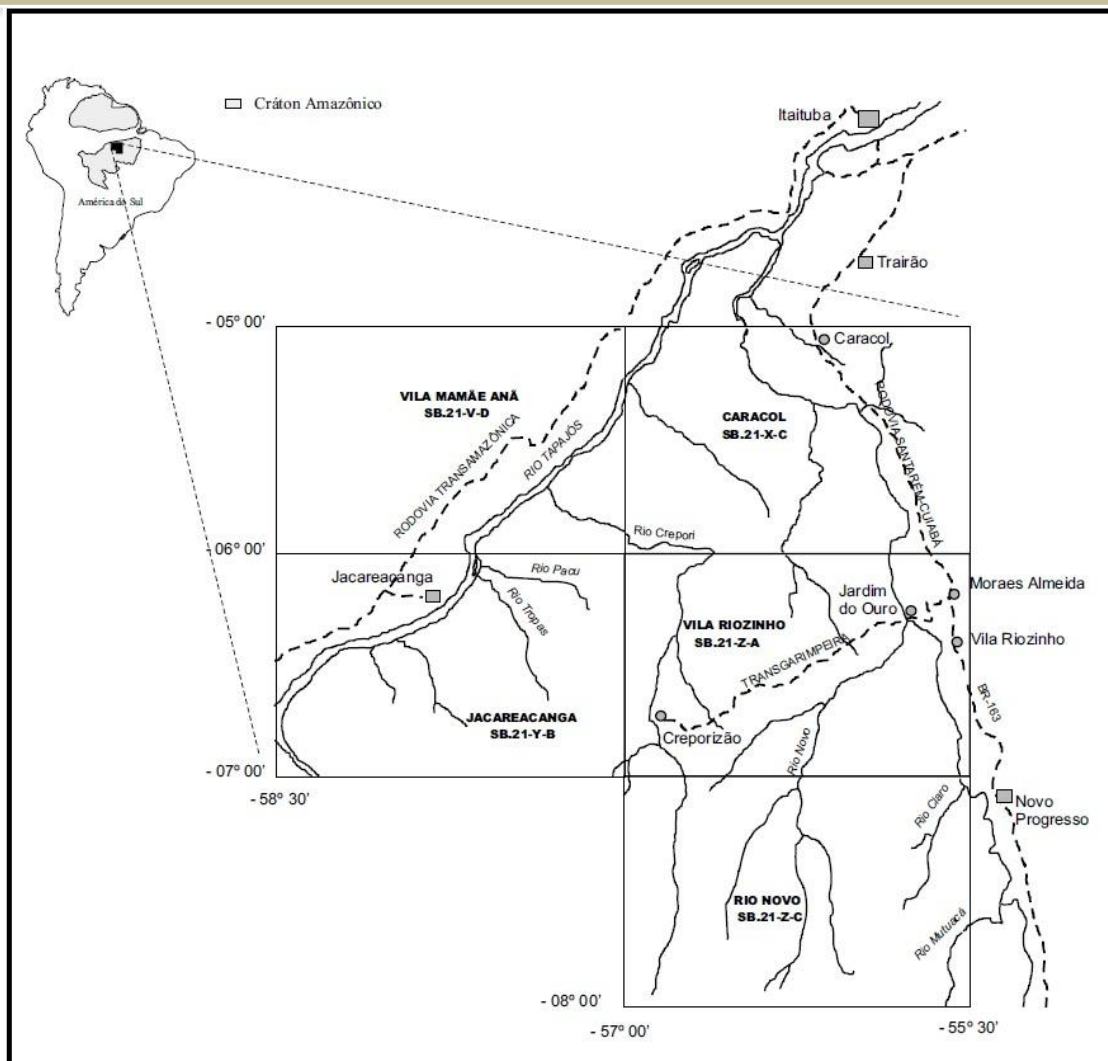 Cráton Amazônico
América do Sul
Itaituba
Trairão
- 05º 00'
Caracol
VILA MAMÃE ANÃ
SB.21-V-D
CARACOL
SB.21-X-C
RODOVIA TRANSAMAZÔNICA
RIO TAPAJÓS
RODOVIA SANTARÉM-CUIABÁ
Rio Crepori
- 06º 00'
Jacareacanga
Rio Pacu
Rio Tropas
Jardim
do Ouro
Moraes Almeida
VILA RIOZINHO
SB.21-Z-A
Vila Riozinho
TRANSGARIMPEIRA
BR-163
JACAREACANGA
SB.21-Y-B
Creporizão
Rio Novo
- 07º 00'
- 58º 30'
Rio Claro
Novo
Progresso
RIO NOVO
SB.21-Z-C
Rio Mutuacá
- 08º 00'
- 57º 00'
- 55º 30'